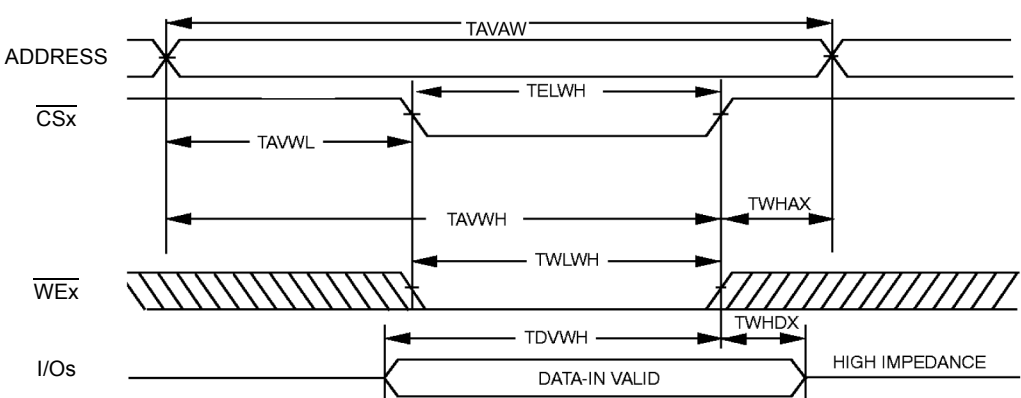 TAVAW
ADDRESS
TELWH
CSx
TAVWL
TWHAX
TAVWH
TWLWH
WEx
TWHDX
TDVWH
I/Os
DATA-IN VALID
HIGH IMPEDANCE